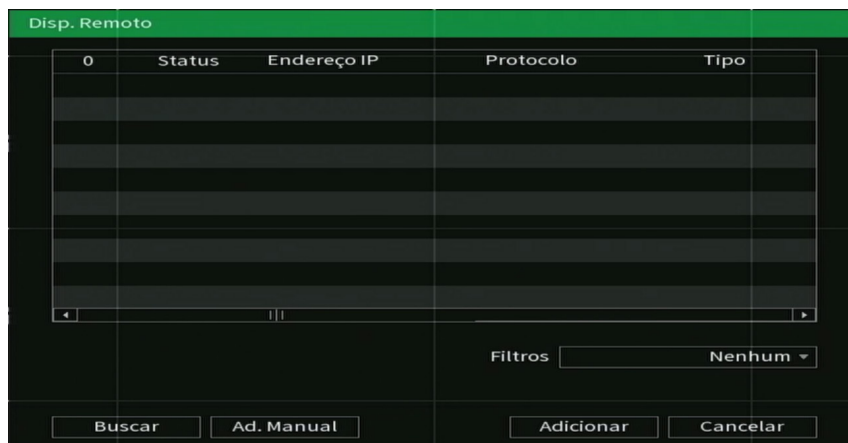 Disp. Remoto
0 Status Endereço IP Protocolo Tipo
Filtros Nenhum
Buscar Ad. Manual Adicionar Cancelar